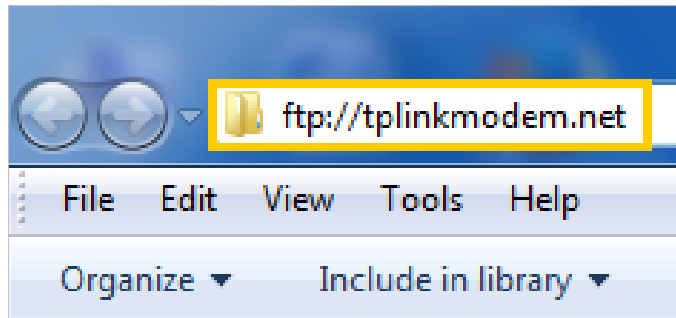 ftp://tplinkmodem.net
File Edit View Tools Help
Organize Include in library